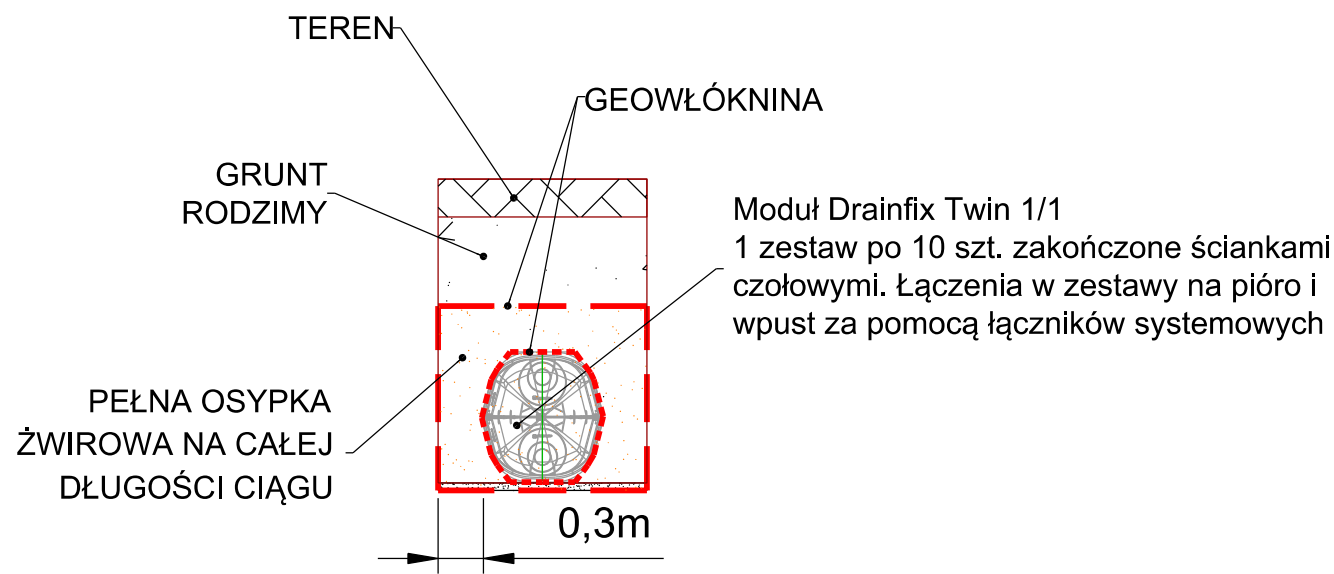 TEREN
GEOWŁÓKNINA
GRUNT
RODZIMY
Moduł Drainfix Twin 1/1
1 zestaw po 10 szt. zakończone ściankami
czołowymi. Łączenia w zestawy na pióro i
wpust za pomocą łączników systemowych
PEŁNA OSYPKA
ŻWIROWA NA CAŁEJ
DŁUGOŚCI CIĄGU
0,3m